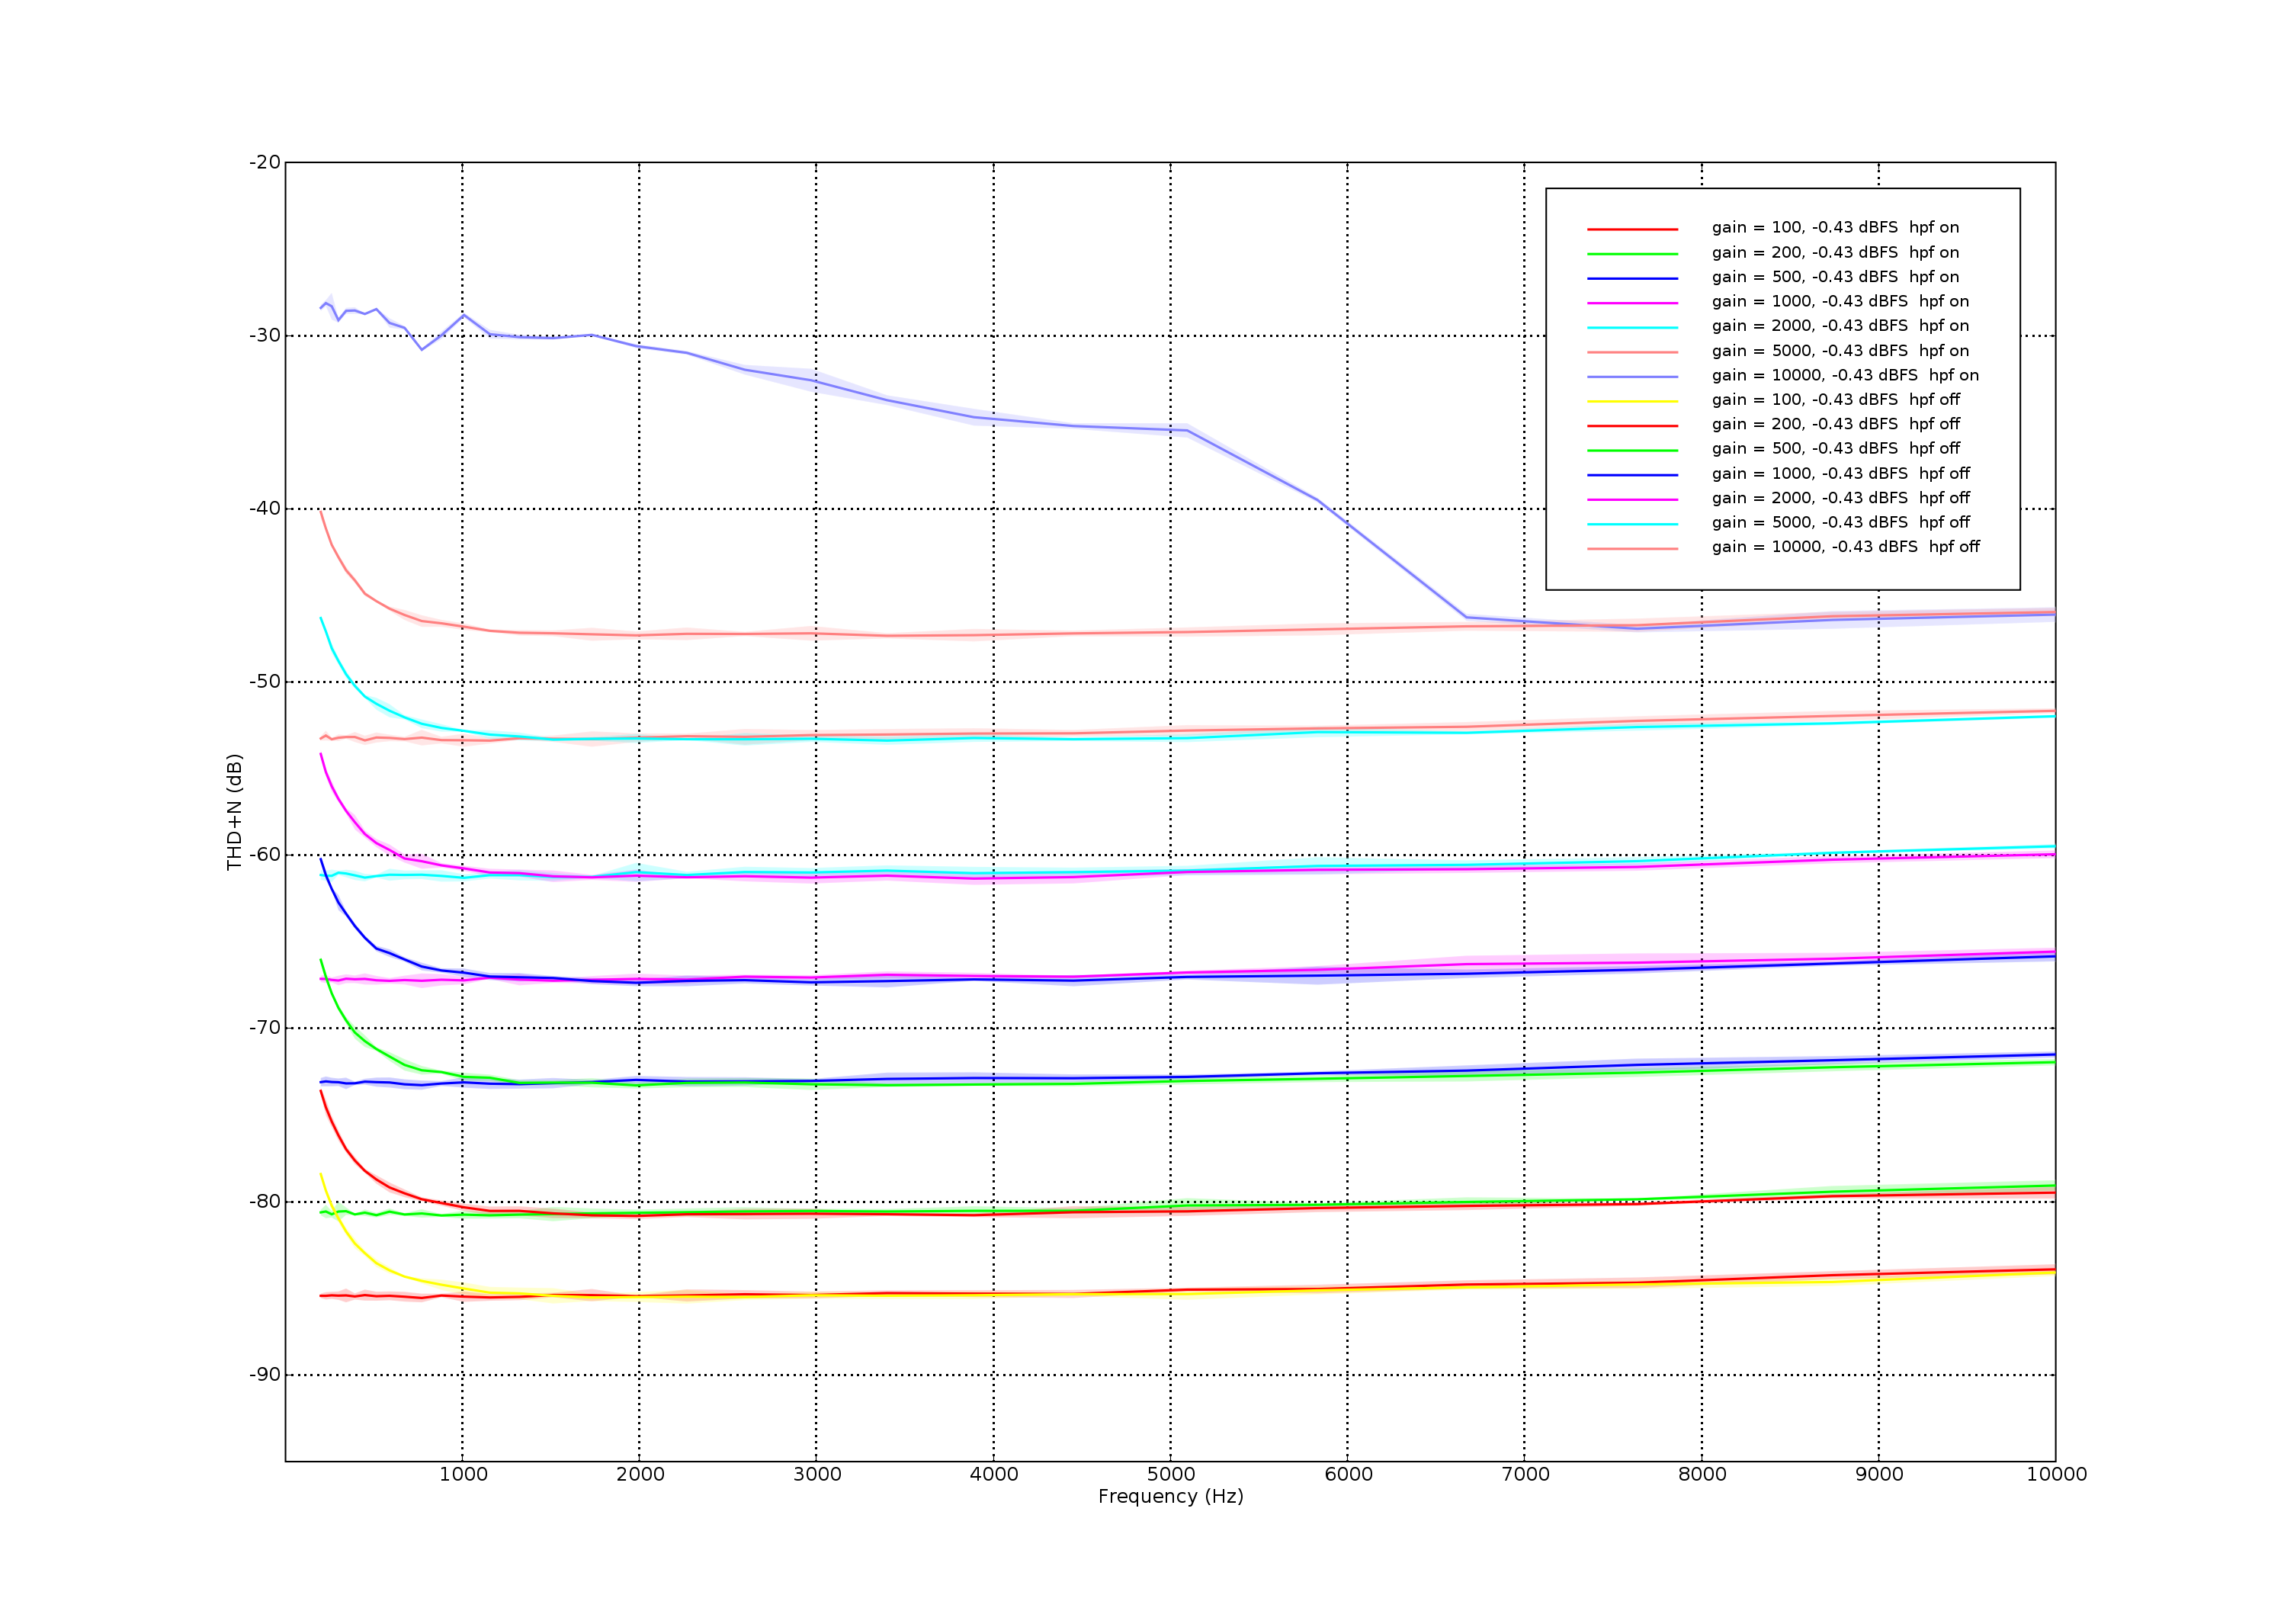 -20
-30
-40
-50
-60
-70
-80
-90
THD+N (dB)
gain = 100, -0.43 dBFS  hpf on
gain = 200, -0.43 dBFS  hpf on
gain = 500, -0.43 dBFS  hpf on
gain = 1000, -0.43 dBFS  hpf on
gain = 2000, -0.43 dBFS  hpf on
gain = 5000, -0.43 dBFS  hpf on
gain = 10000, -0.43 dBFS  hpf on
gain = 100, -0.43 dBFS  hpf off
gain = 200, -0.43 dBFS  hpf off
gain = 500, -0.43 dBFS  hpf off
gain = 1000, -0.43 dBFS  hpf off
gain = 2000, -0.43 dBFS  hpf off
gain = 5000, -0.43 dBFS  hpf off
gain = 10000, -0.43 dBFS  hpf off
1000 2000 3000 4000 5000 6000 7000 8000 9000 10000
Frequency (Hz)